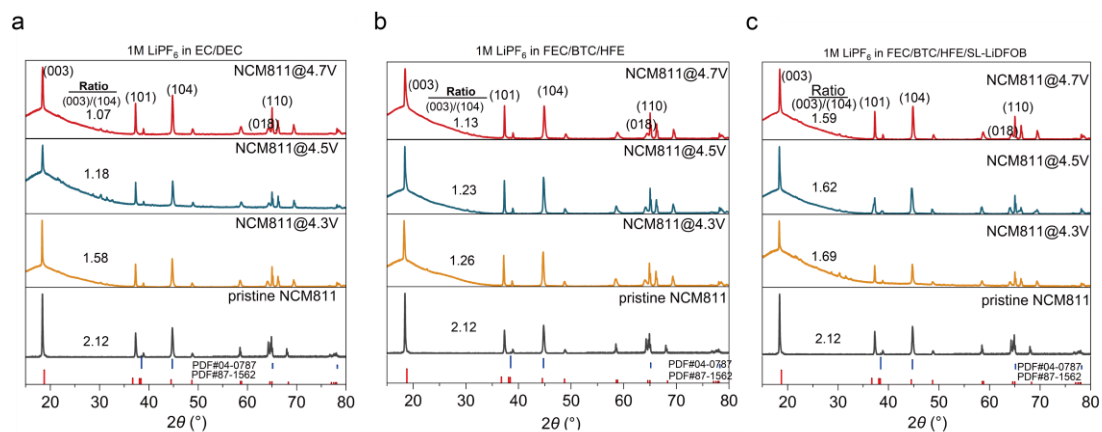 a
1M LiPF6 in EC/DEC
NCM811@4.7V
(003)
Ratio
(003)/(104)
1.07
(101)
(104)
(110)
(018)
NCM811@4.5V
1.18
NCM811@4.3V
1.58
pristine NCM811
2.12
PDF#04-0787
PDF#87-1562
20 30 40 50 60 70 80
2θ (°)
b
1M LiPF6 in FEC/BTC/HFE
NCM811@4.7V
(003)
Ratio
(003)/(104)
1.13
(101)
(104)
(110)
(018)
NCM811@4.5V
1.23
NCM811@4.3V
1.26
pristine NCM811
2.12
PDF#04-0787
PDF#87-1562
20 30 40 50 60 70 80
2θ (°)
c
1M LiPF6 in FEC/BTC/HFE/SL-LiDFOB
NCM811@4.7V
(003)
Ratio
(003)/(104)
1.59
(101)
(104)
(110)
(018)
NCM811@4.5V
1.62
NCM811@4.3V
1.69
pristine NCM811
2.12
PDF#04-0787
PDF#87-1562
20 30 40 50 60 70 80
2θ (°)